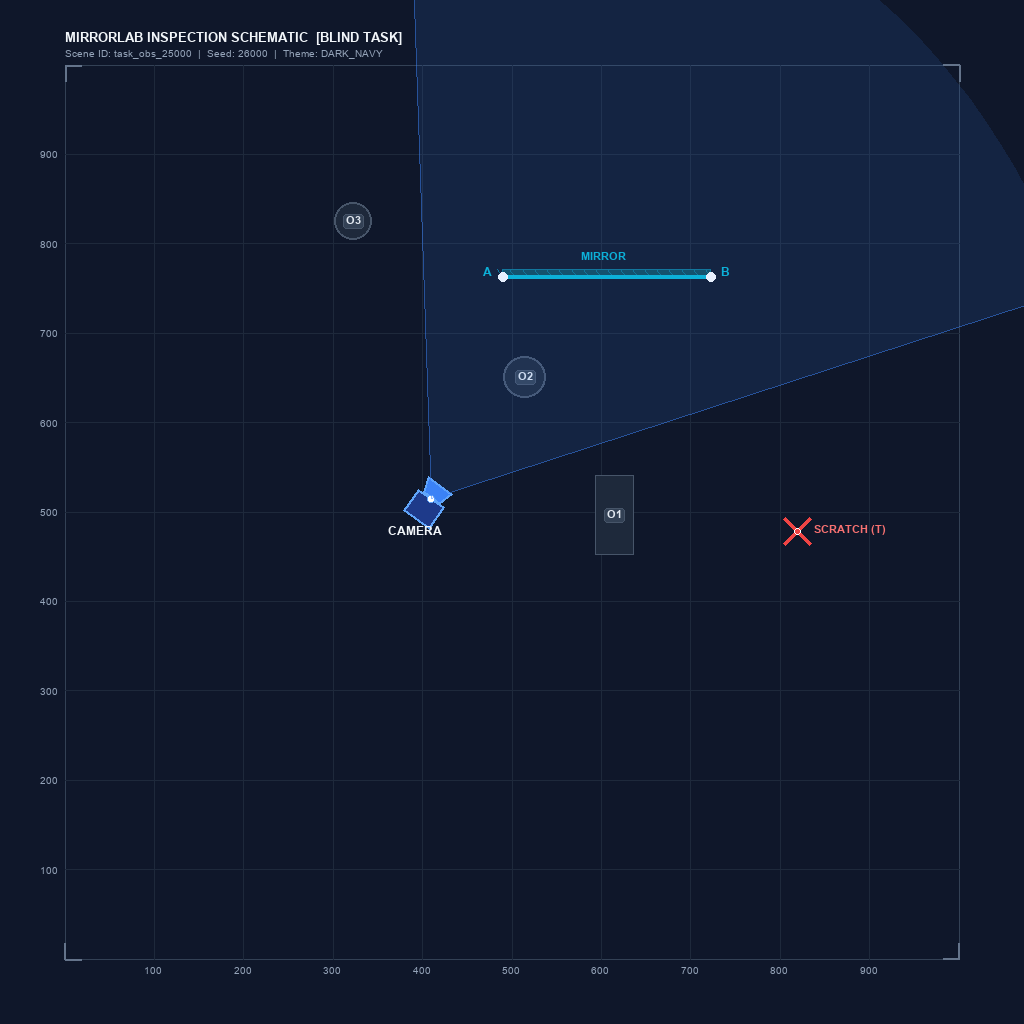 MIRRORLAB INSPECTION SCHEMATIC [BLIND TASK]
Scene ID: task_obs_25000 | Seed: 26000 | Theme: DARK_NAVY
900
O3
800
MIRROR
A
B
700
O2
600
500
O1
CAMERA
SCRATCH (T)
400
300
200
100
100 200 300 400 500 600 700 800 900